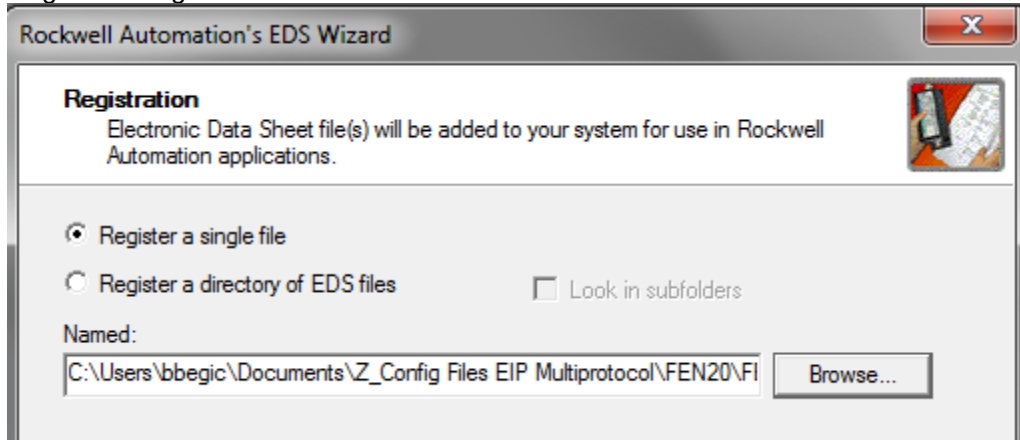 Rockwell Automation's EDS Wizard
Registration
Electronic Data Sheet file(s) will be added to your system for use in Rockwell
Automation applications.
Register a single file
Register a directory of EDS files
Look in subfolders
Named:
C:\Users\bbegic\Documents\Z_Config Files EIP Multiprotocol\FEN20\
Browse...